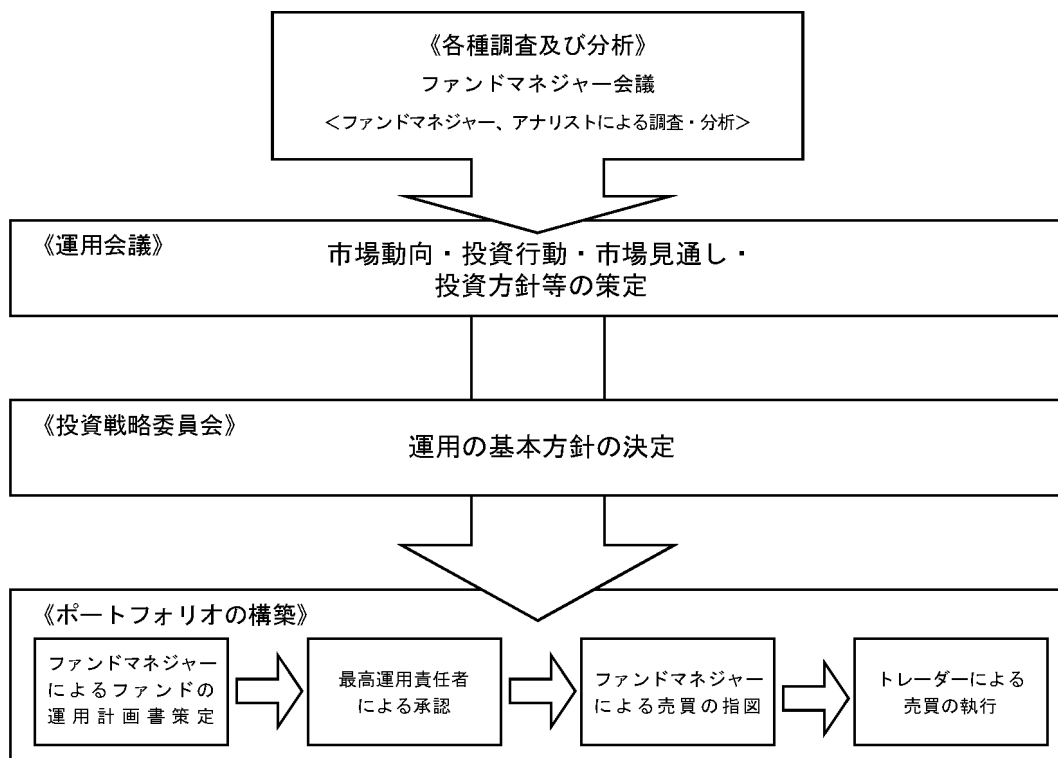 《各種調査及び分析》
ファンドマネジャー会議
<ファンドマネジャー、アナリストによる調査・分析>
《運用会議》
市場動向・投資行動・市場見通し・
投資方針等の策定
《投資戦略委員会》
運用の基本方針の決定
《ポートフォリオの構築》
ファンドマネジャー
によるファンドの
運用計画書策定
最高運用責任者
による承認
ファンドマネジャー
による売買の指図
トレーダーによる
売買の執行